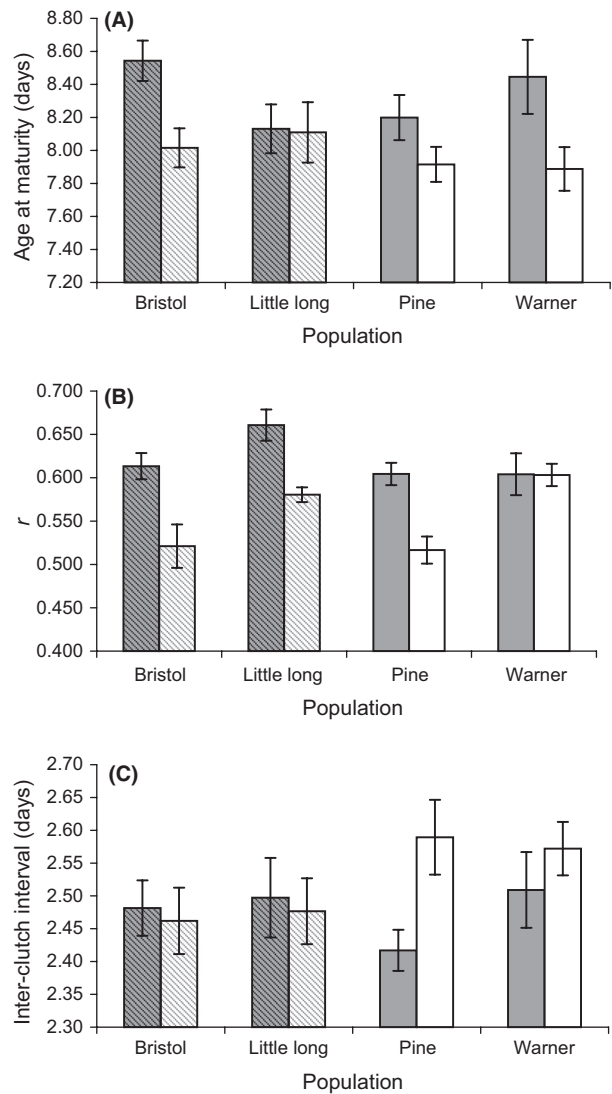 (A)
Age at maturity (days)
8.80
8.60
8.40
8.20
8.00
7.80
7.60
7.40
7.20
Bristol Little long Pine Warner
Population
(B)
r
0.700
0.650
0.600
0.550
0.500
0.450
0.400
Bristol Little long Pine Warner
Population
(C)
Inter-clutch interval (days)
2.70
2.65
2.60
2.55
2.50
2.45
2.40
2.35
2.30
Bristol Little long Pine Warner
Population